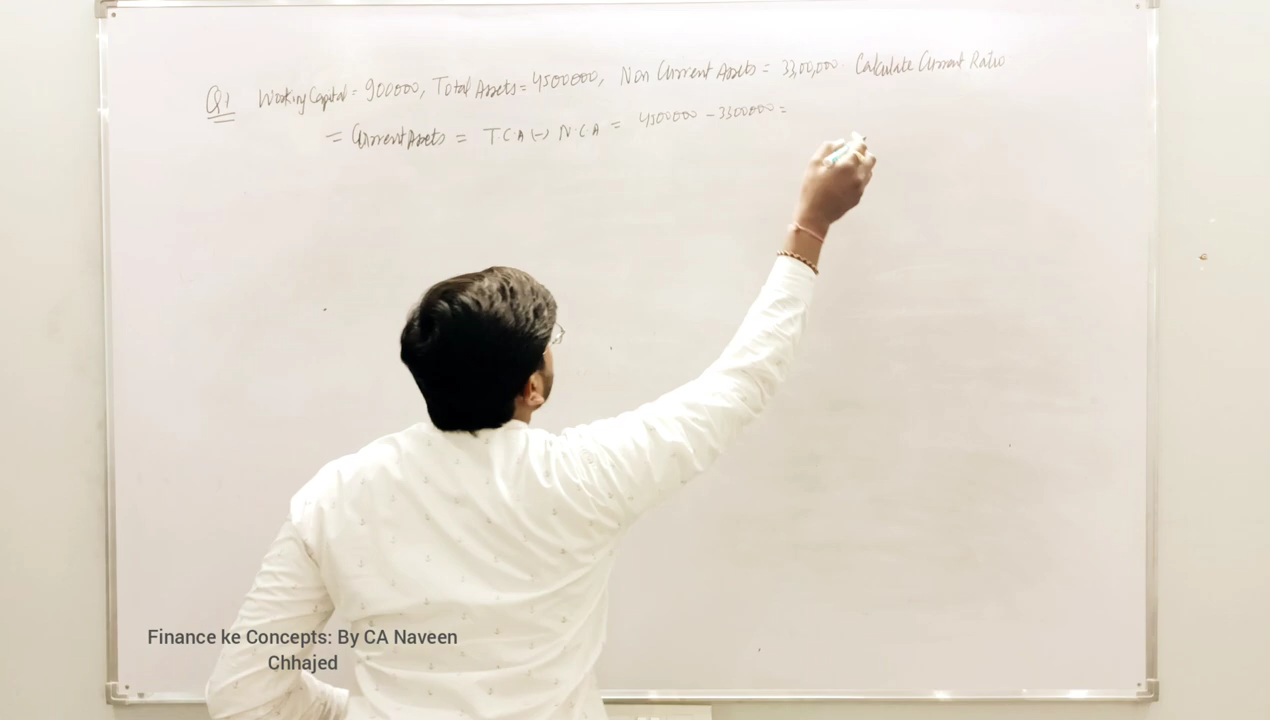 Q1 Working Capital = 900000, Total Assets = 4500000, Non Current Assets = 33,00,000. Calculate Current Ratio
= Current Assets = T.C.A (-) N.C.A = 4500000 - 3300000 =
Finance ke Concepts: By CA Naveen
Chhajed